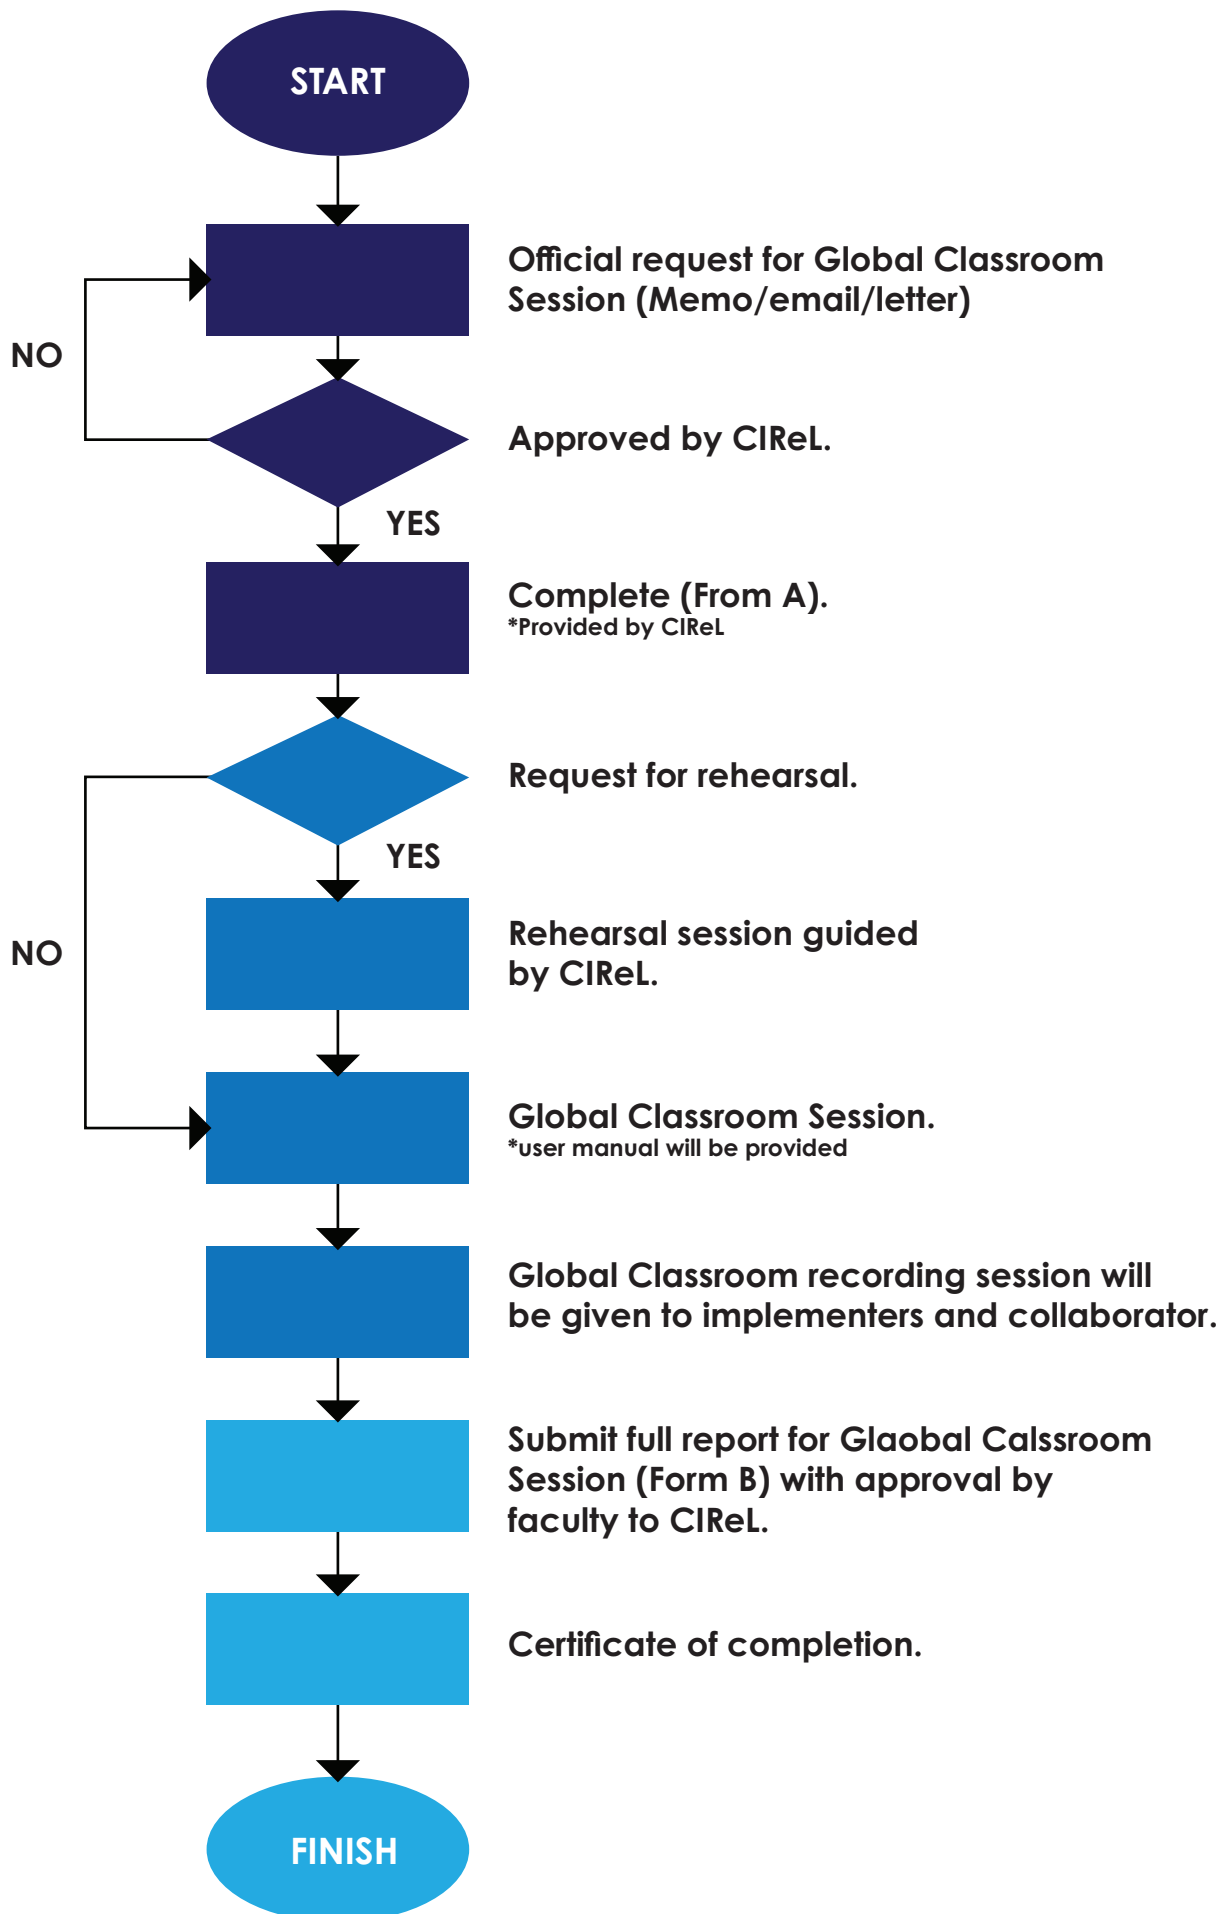 START
Official request for Global Classroom
Session (Memo/email/letter)
NO
Approved by CIReL.
YES
Complete (From A).
*Provided by CIReL
Request for rehearsal.
YES
NO
Rehearsal session guided
by CIReL.
Global Classroom Session.
*user manual will be provided
Global Classroom recording session will
be given to implementers and collaborator.
Submit full report for Glaobal Calssroom
Session (Form B) with approval by
faculty to CIReL.
Certificate of completion.
FINISH